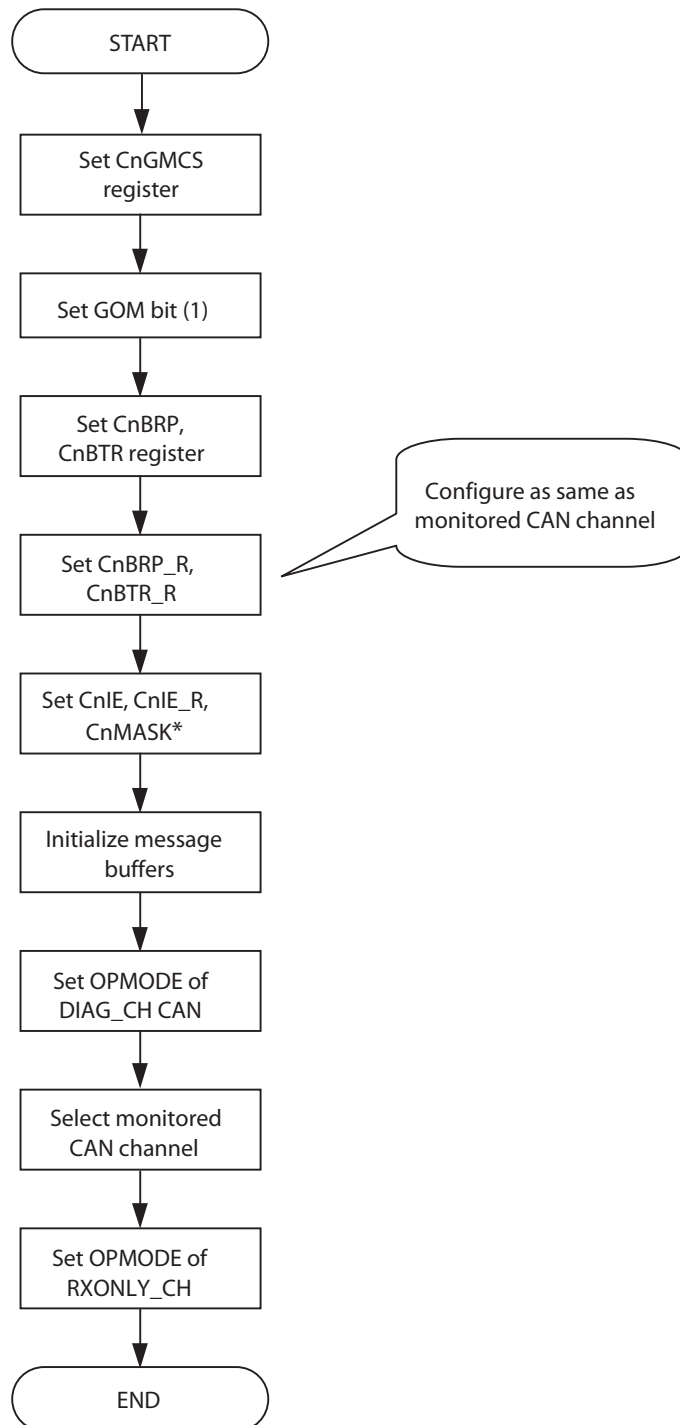 START
Set CnGMCS
register
Set GOM bit (1)
Set CnBRP,
CnBTR register
Configure as same as
monitored CAN channel
Set CnBRP_R,
CnBTR_R
Set CnIE, CnIE_R,
CnMASK*
Initialize message
buffers
Set OPMODE of
DIAG_CH CAN
Select monitored
CAN channel
Set OPMODE of
RXONLY_CH
END